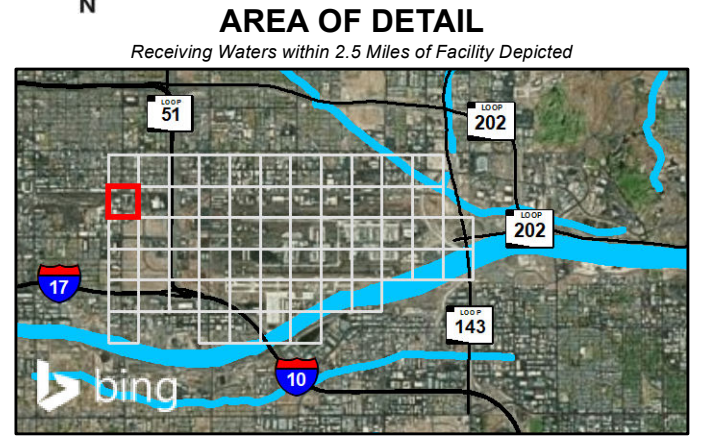 N
AREA OF DETAIL
Receiving Waters within 2.5 Miles of Facility Depicted
LOOP
51
LOOP
202
LOOP
202
17
LOOP
143
10
bing